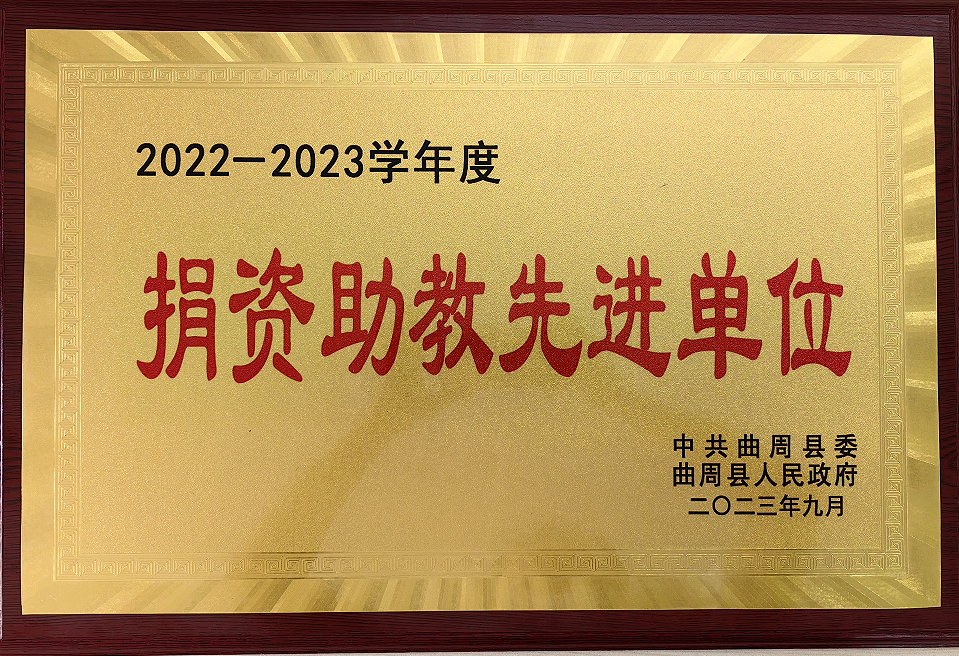 2022－2023学年度
捐资助教先进单位
中共曲周县委
曲周县人民政府
二〇二三年九月